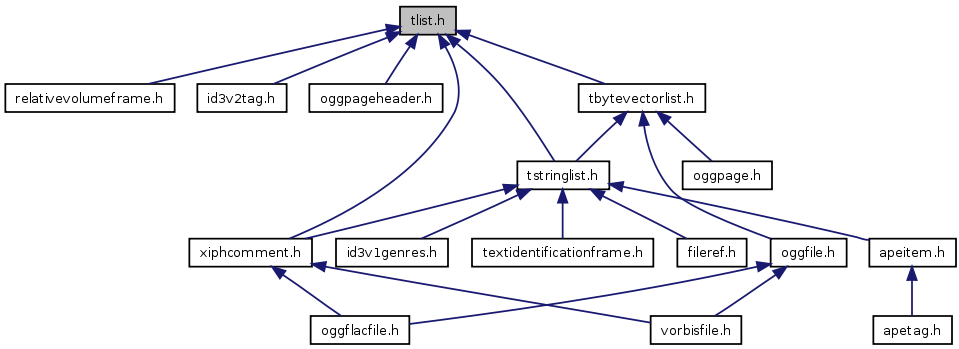 tlist.h
relativevolumeframe.h
id3v2tag.h
oggpageheader.h
tbytevectorlist.h
tstringlist.h
oggpage.h
xiphcomment.h
id3v1genres.h
textidentificationframe.h
fileref.h
oggfile.h
apeitem.h
oggflacfile.h
vorbisfile.h
apetag.h